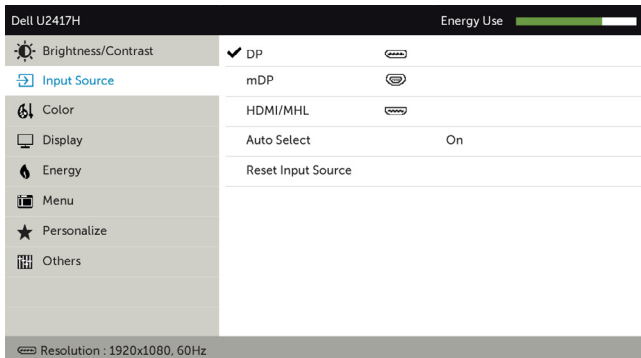 Dell U2417H
Energy Use
Brightness/Contrast
Input Source
Color
Display
Energy
Menu
Personalize
Others
DP
mDP
HDMI/MHL
Auto Select On
Reset Input Source
Resolution : 1920x1080, 60Hz